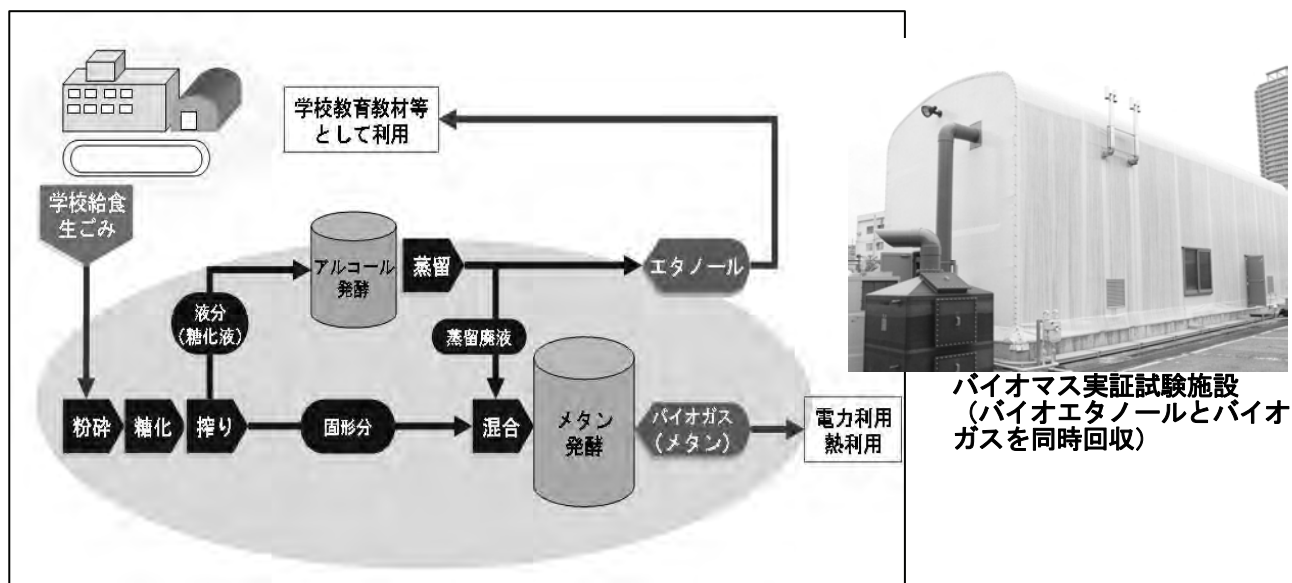 学校教育教材等
として利用
学校給食
生ごみ
アルコール
発酵
蒸留
エタノール
液分
（糖化液）
蒸留廃液
粉砕
糖化
搾り
固形分
混合
メタン
発酵
バイオガス
（メタン）
電力利用
熱利用
バイオマス実証試験施設
（バイオエタノールとバイオ
ガスを同時回収）